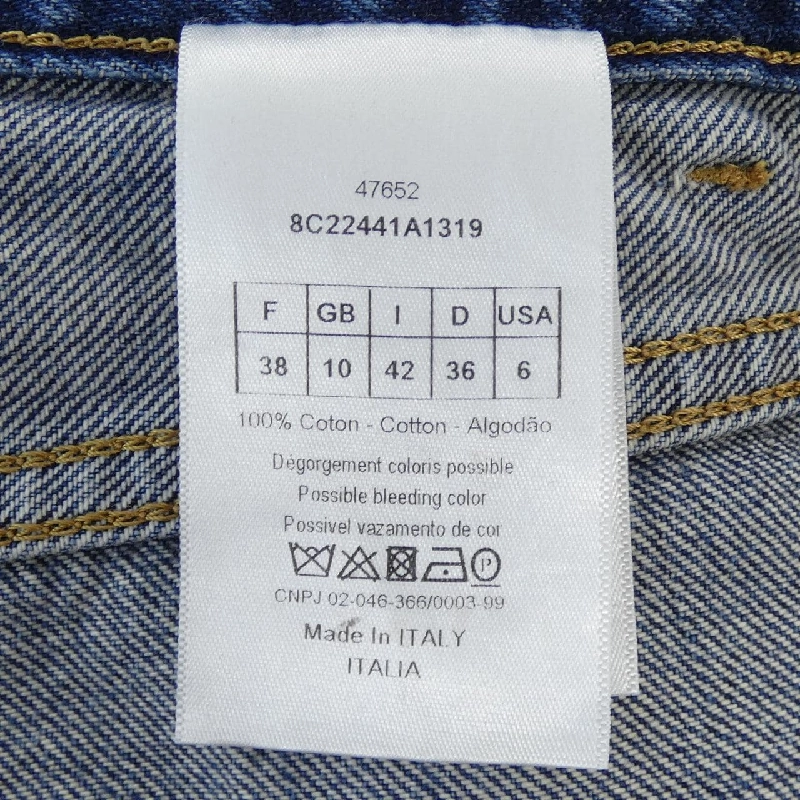 47652
8C22441A1319
F GB I D USA
38 10 42 36 6
100% Coton - Cotton - Algodão
Degorgement coloris possible
Possible bleeding color
Possivel vazamento de cor
P
CNPJ 02-046-366/0003-99
Made In ITALY
ITALIA